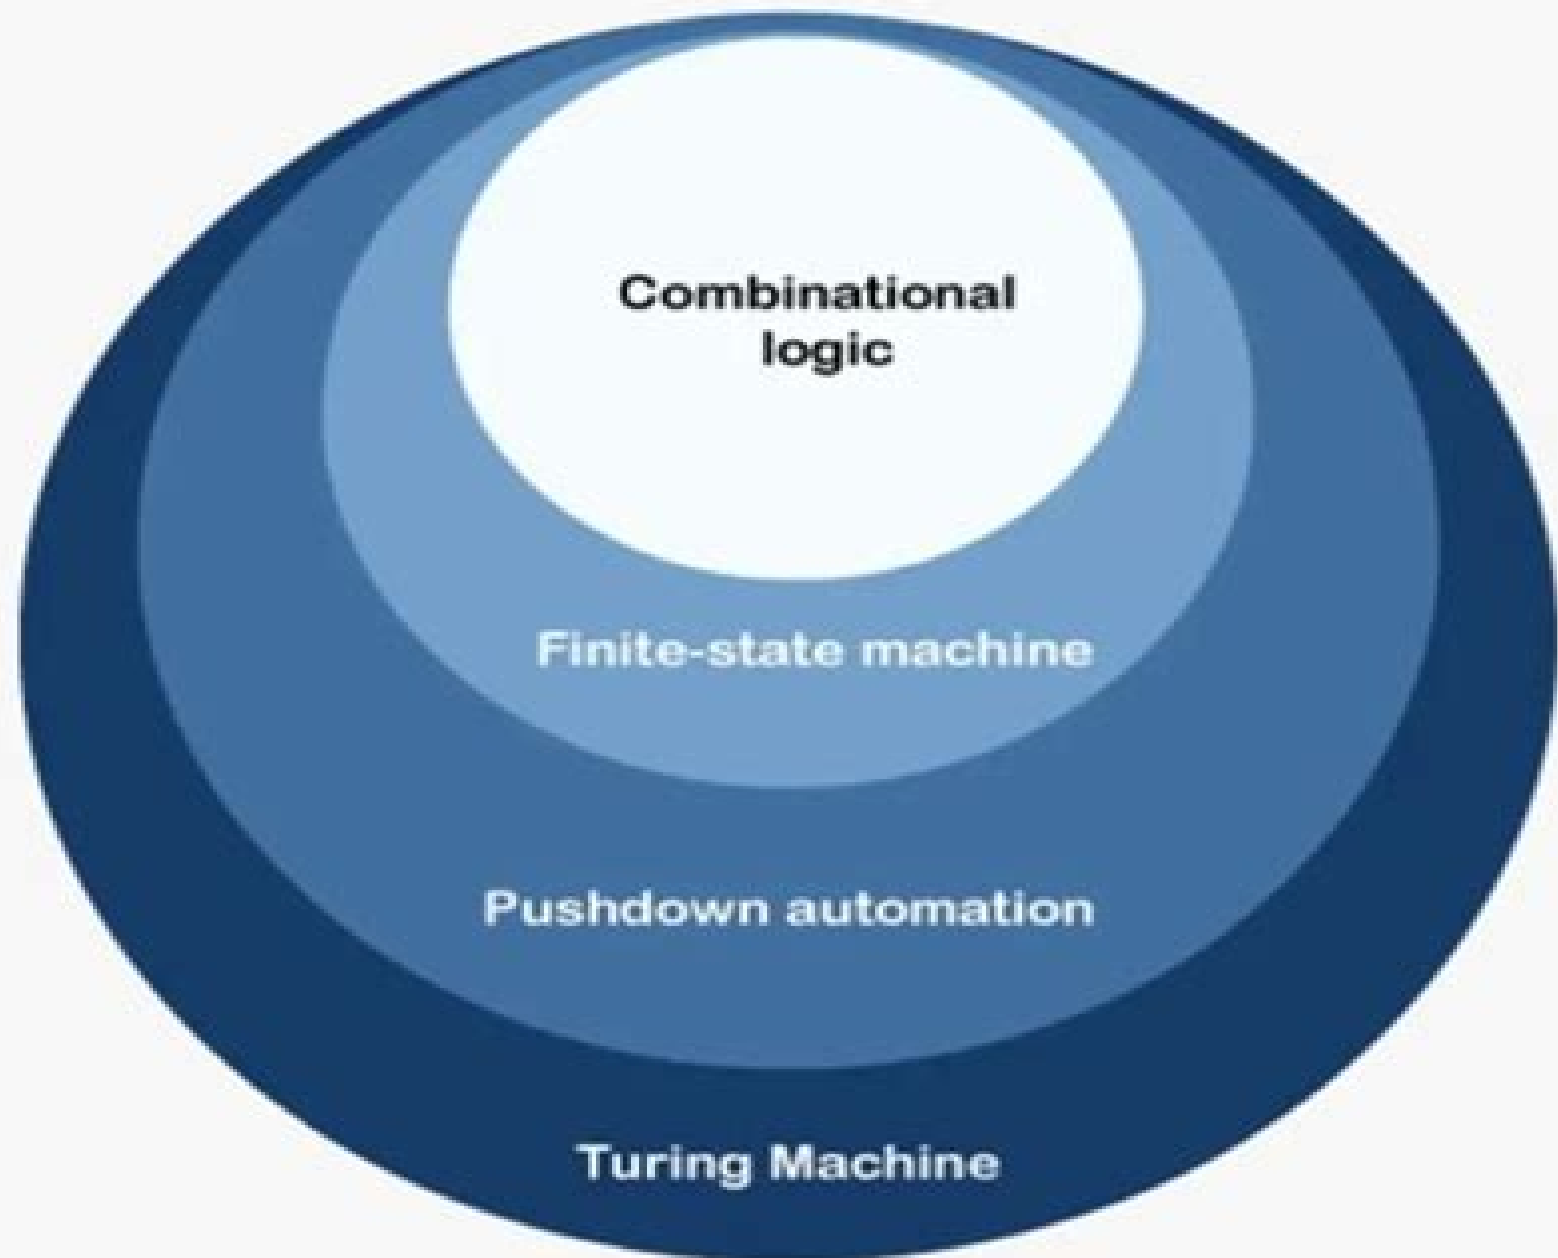 Combinational
logic
Finite-state machine
Pushdown automation
Turing Machine